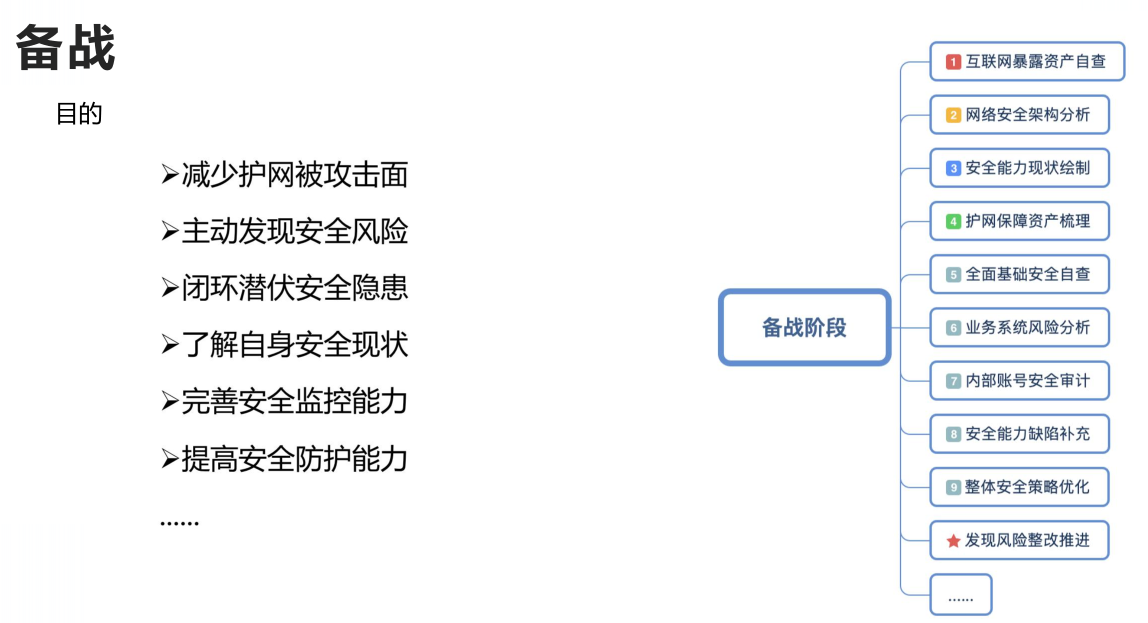 备战
目的
➢减少护网被攻击面
➢主动发现安全风险
➢闭环潜伏安全隐患
➢了解自身安全现状
➢完善安全监控能力
➢提高安全防护能力
......
备战阶段
1 互联网暴露资产自查
2 网络安全架构分析
3 安全能力现状绘制
4 护网保障资产梳理
5 全面基础安全自查
6 业务系统风险分析
7 内部账号安全审计
8 安全能力缺陷补充
9 整体安全策略优化
★ 发现风险整改推进
......